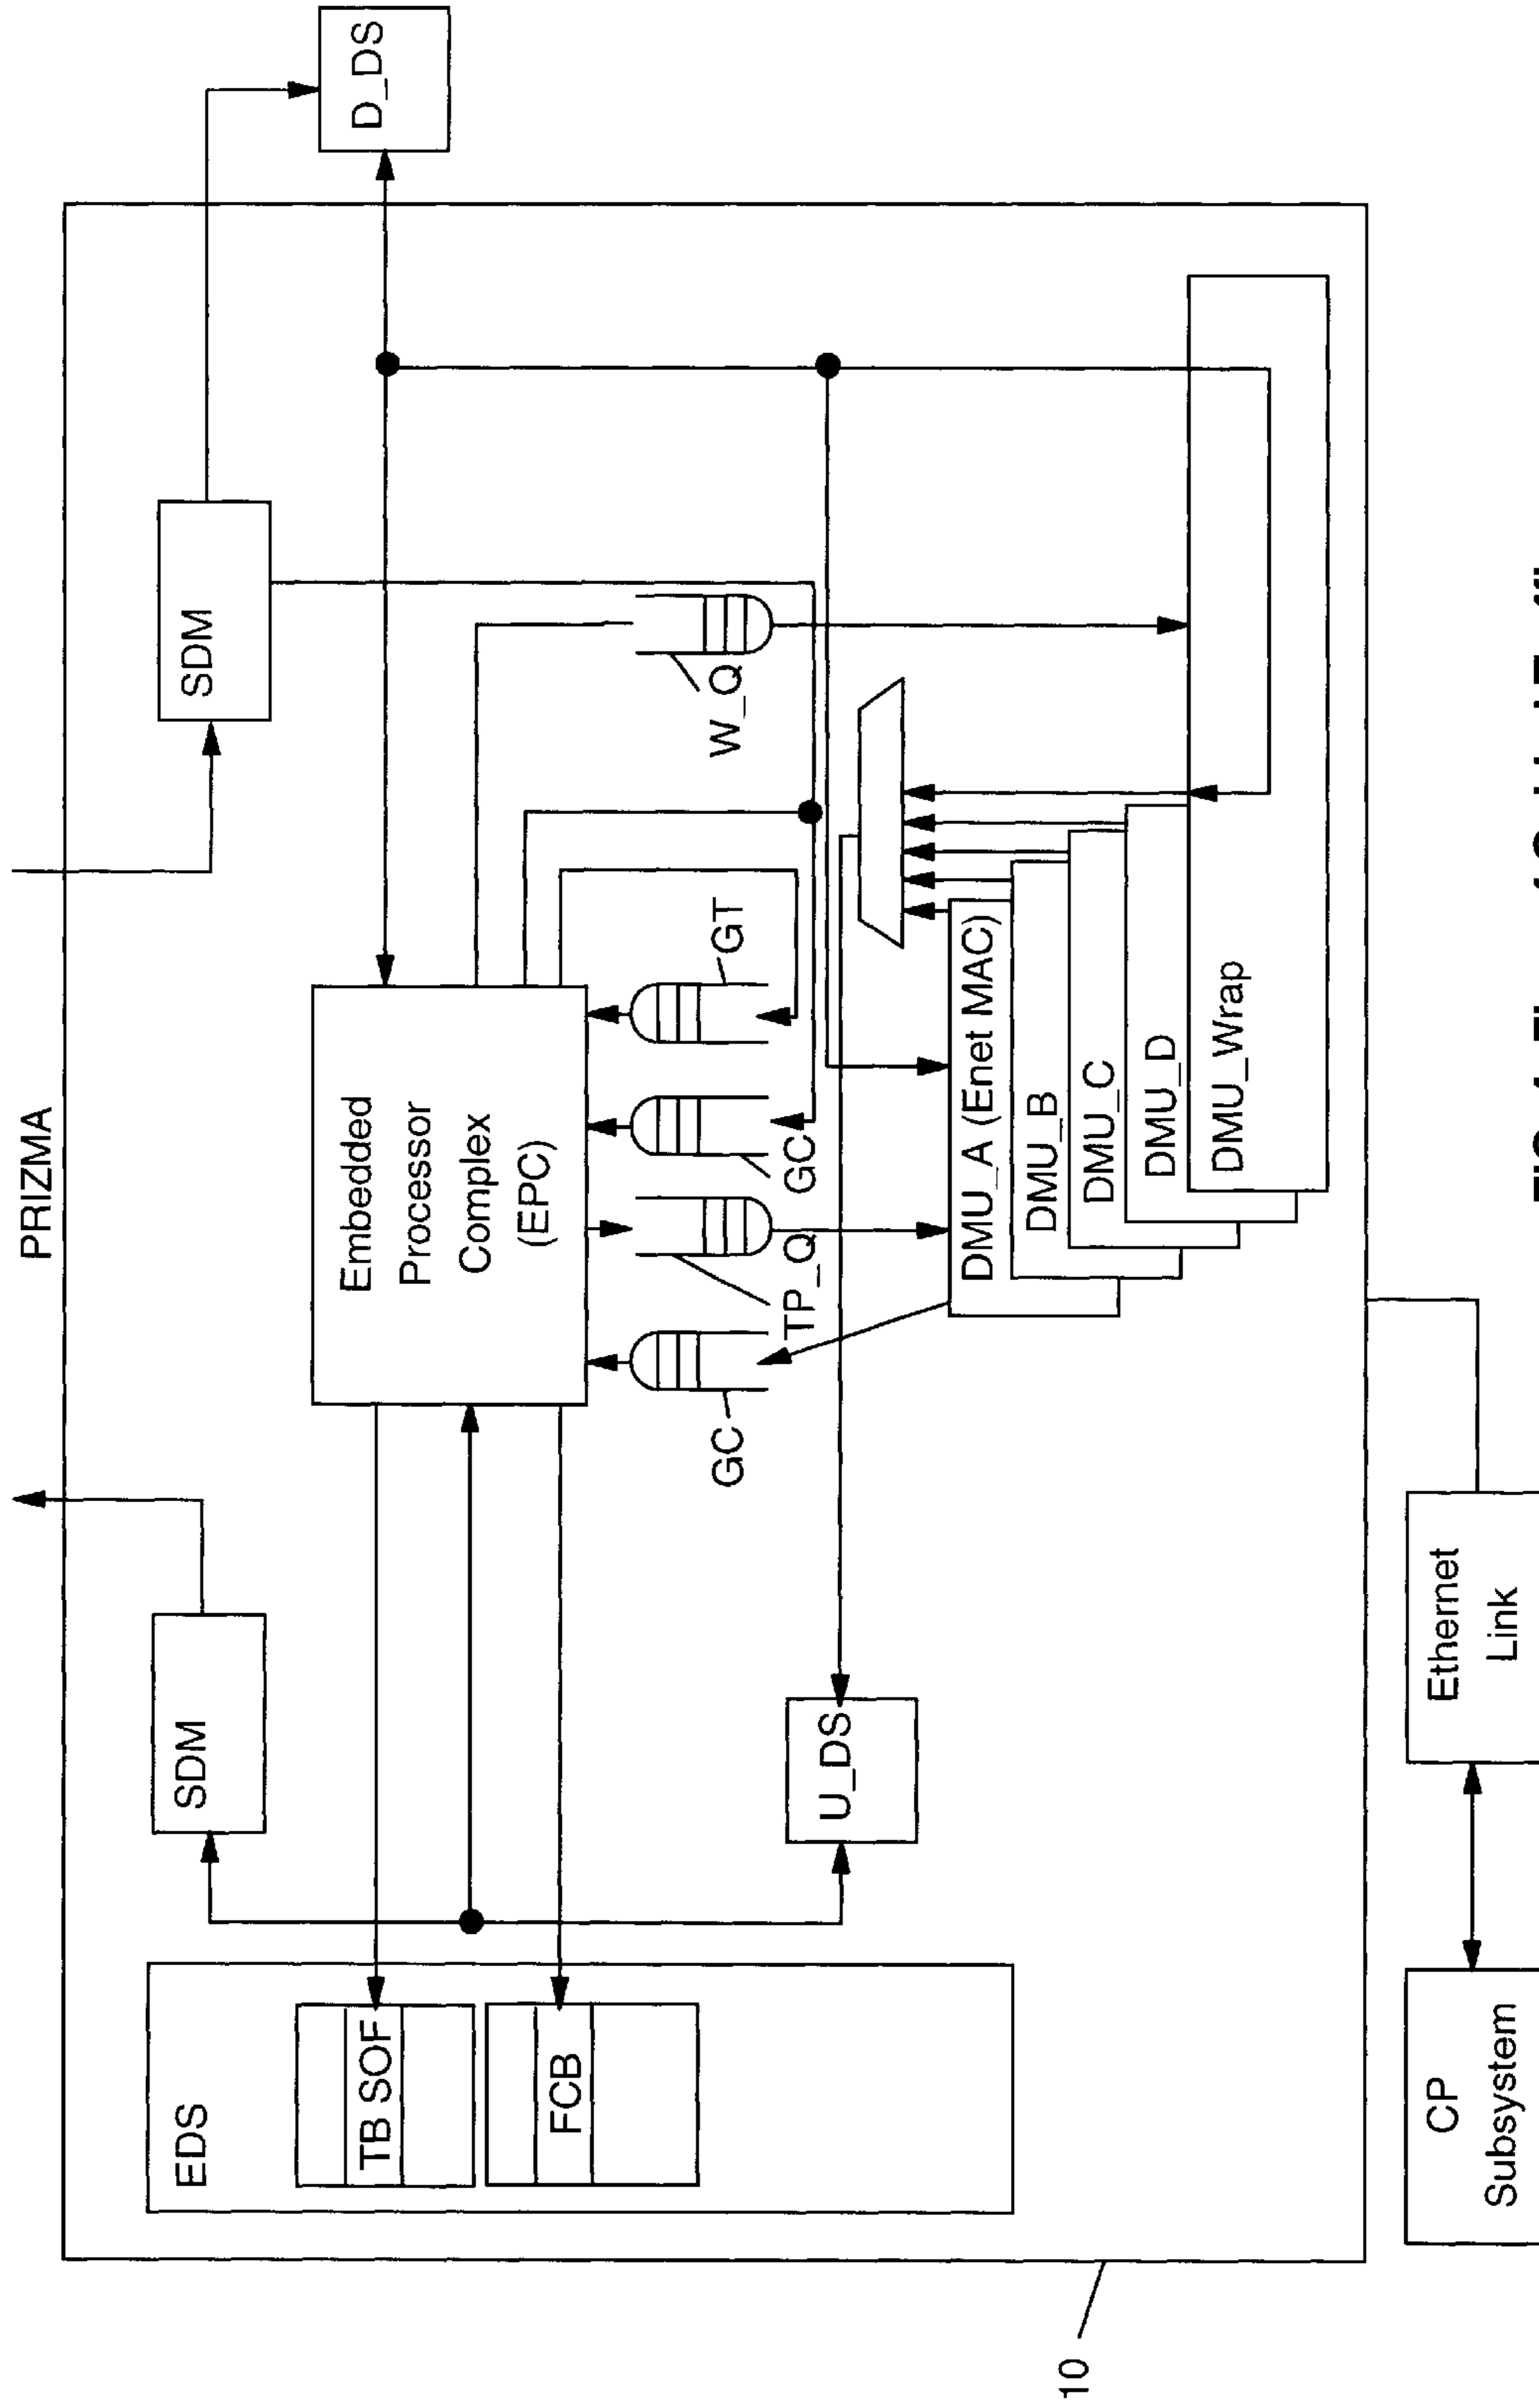 PRIZMA
EDS
TB SOF
FCB
SDM
SDM
D_DS
Embedded
Processor
Complex
(EPC)
GC
TP_Q
GC
GT
W_Q
U_DS
DMU_A (Enet MAC)
DMU_B
DMU_C
DMU_D
DMU_Wrap
10
CP
Subsystem
Ethernet
Link